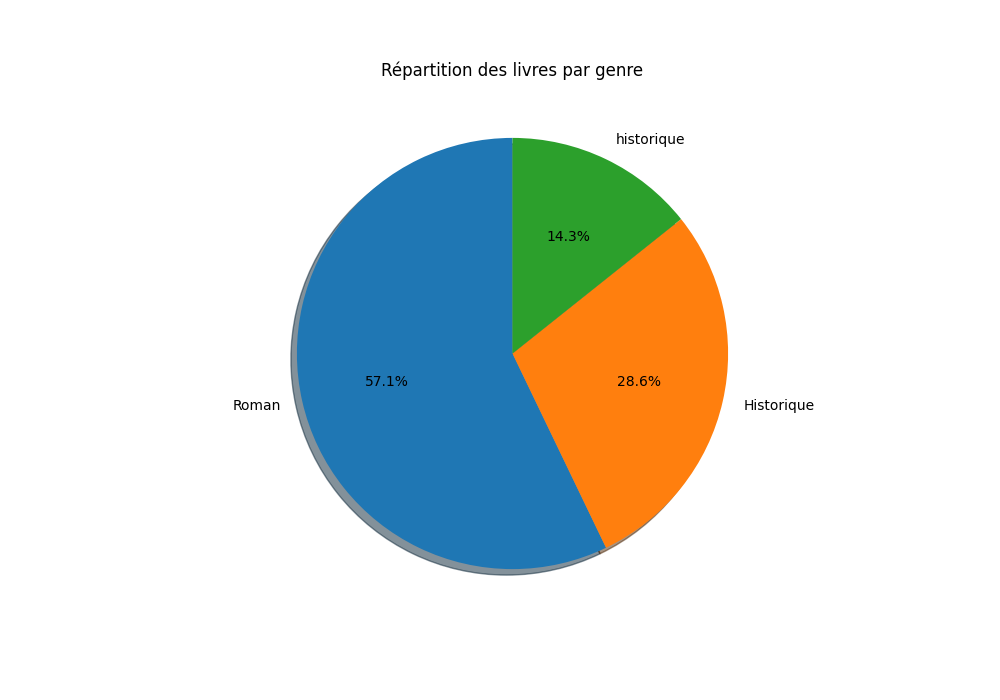 Répartition des livres par genre
historique
14.3%
57.1%
28.6%
Roman
Historique